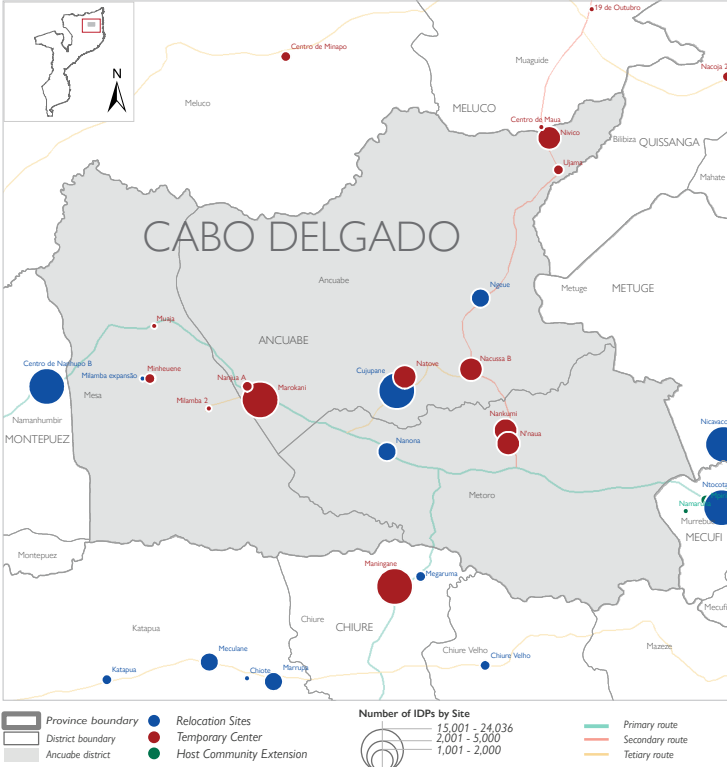 19 de Outubro
Centro de Minapo
Muaguide
Nacoja 2
N
Meluco
MELUCO
Centro de Maua
Nivico
Bilibiza
QUISSANGA
Ujama
Mahate
CABO DELGADO
Ancuabe
Ngeue
Metuge
METUGE
Muaja
ANCUABE
Centro de Nanhupo B
Milamba expansão
Minheuene
Mesa
Nanjua A
Marokani
Milamba 2
Cujupane
Natove
Nacussa B
Namanhumbir
MONTEPUEZ
Nankumi
N'naua
Nanona
Nicavaco
Metoro
Ntocota
Murrebue
MECUFI
Montepuez
Maningane
Megaruma
Mecufi
Chiure
CHIURE
Katapua
Chiure Velho
Chiure Velho
Mazeze
Meculane
Katapua
Chiote
Marrupa
Province boundary
District boundary
Ancuabe district
Relocation Sites
Temporary Center
Host Community Extension
Number of IDPs by Site
15,001 - 24,036
2,001 - 5,000
1,001 - 2,000
Primary route
Secondary route
Tetiary route